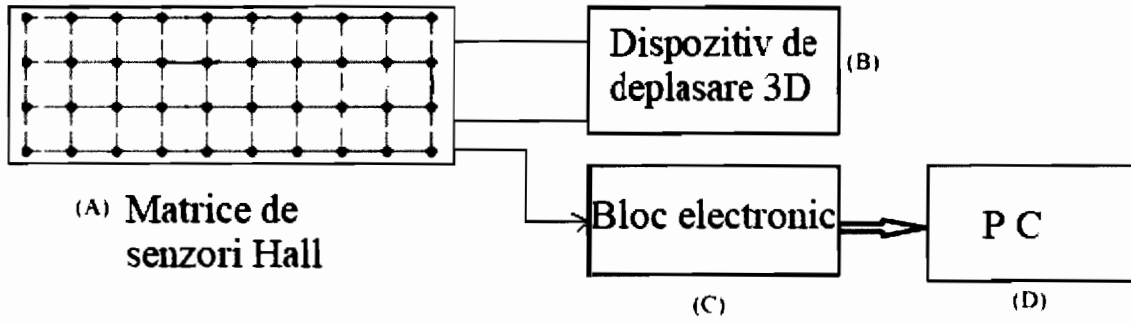 Dispozitiv de
deplasare 3D
(B)
(A) Matrice de
senzori Hall
Bloc electronic
(C)
P C
(D)